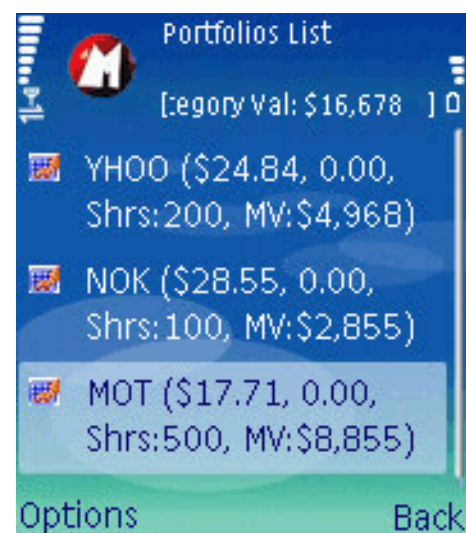 Portfolios List
[tegory Val: $16,678 ]
YHOO ($24.84, 0.00,
Shrs:200, MV:$4,968)
NOK ($28.55, 0.00,
Shrs:100, MV:$2,855)
MOT ($17.71, 0.00,
Shrs:500, MV:$8,855)
Options Back